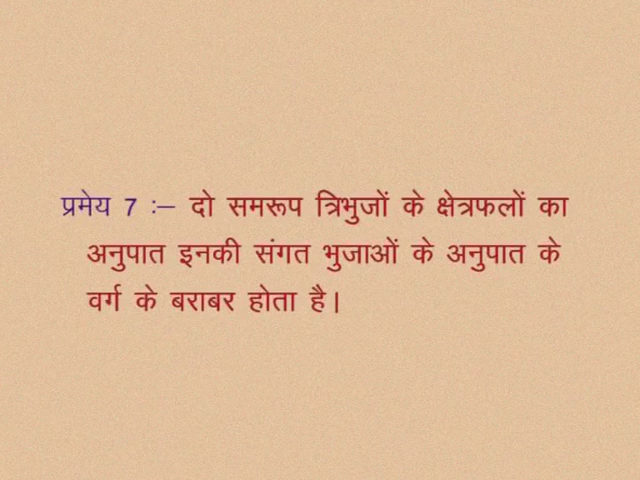 प्रमेय 7 :– दो समरूप त्रिभुजों के क्षेत्रफलों का
अनुपात इनकी संगत भुजाओं के अनुपात के
वर्ग के बराबर होता है।